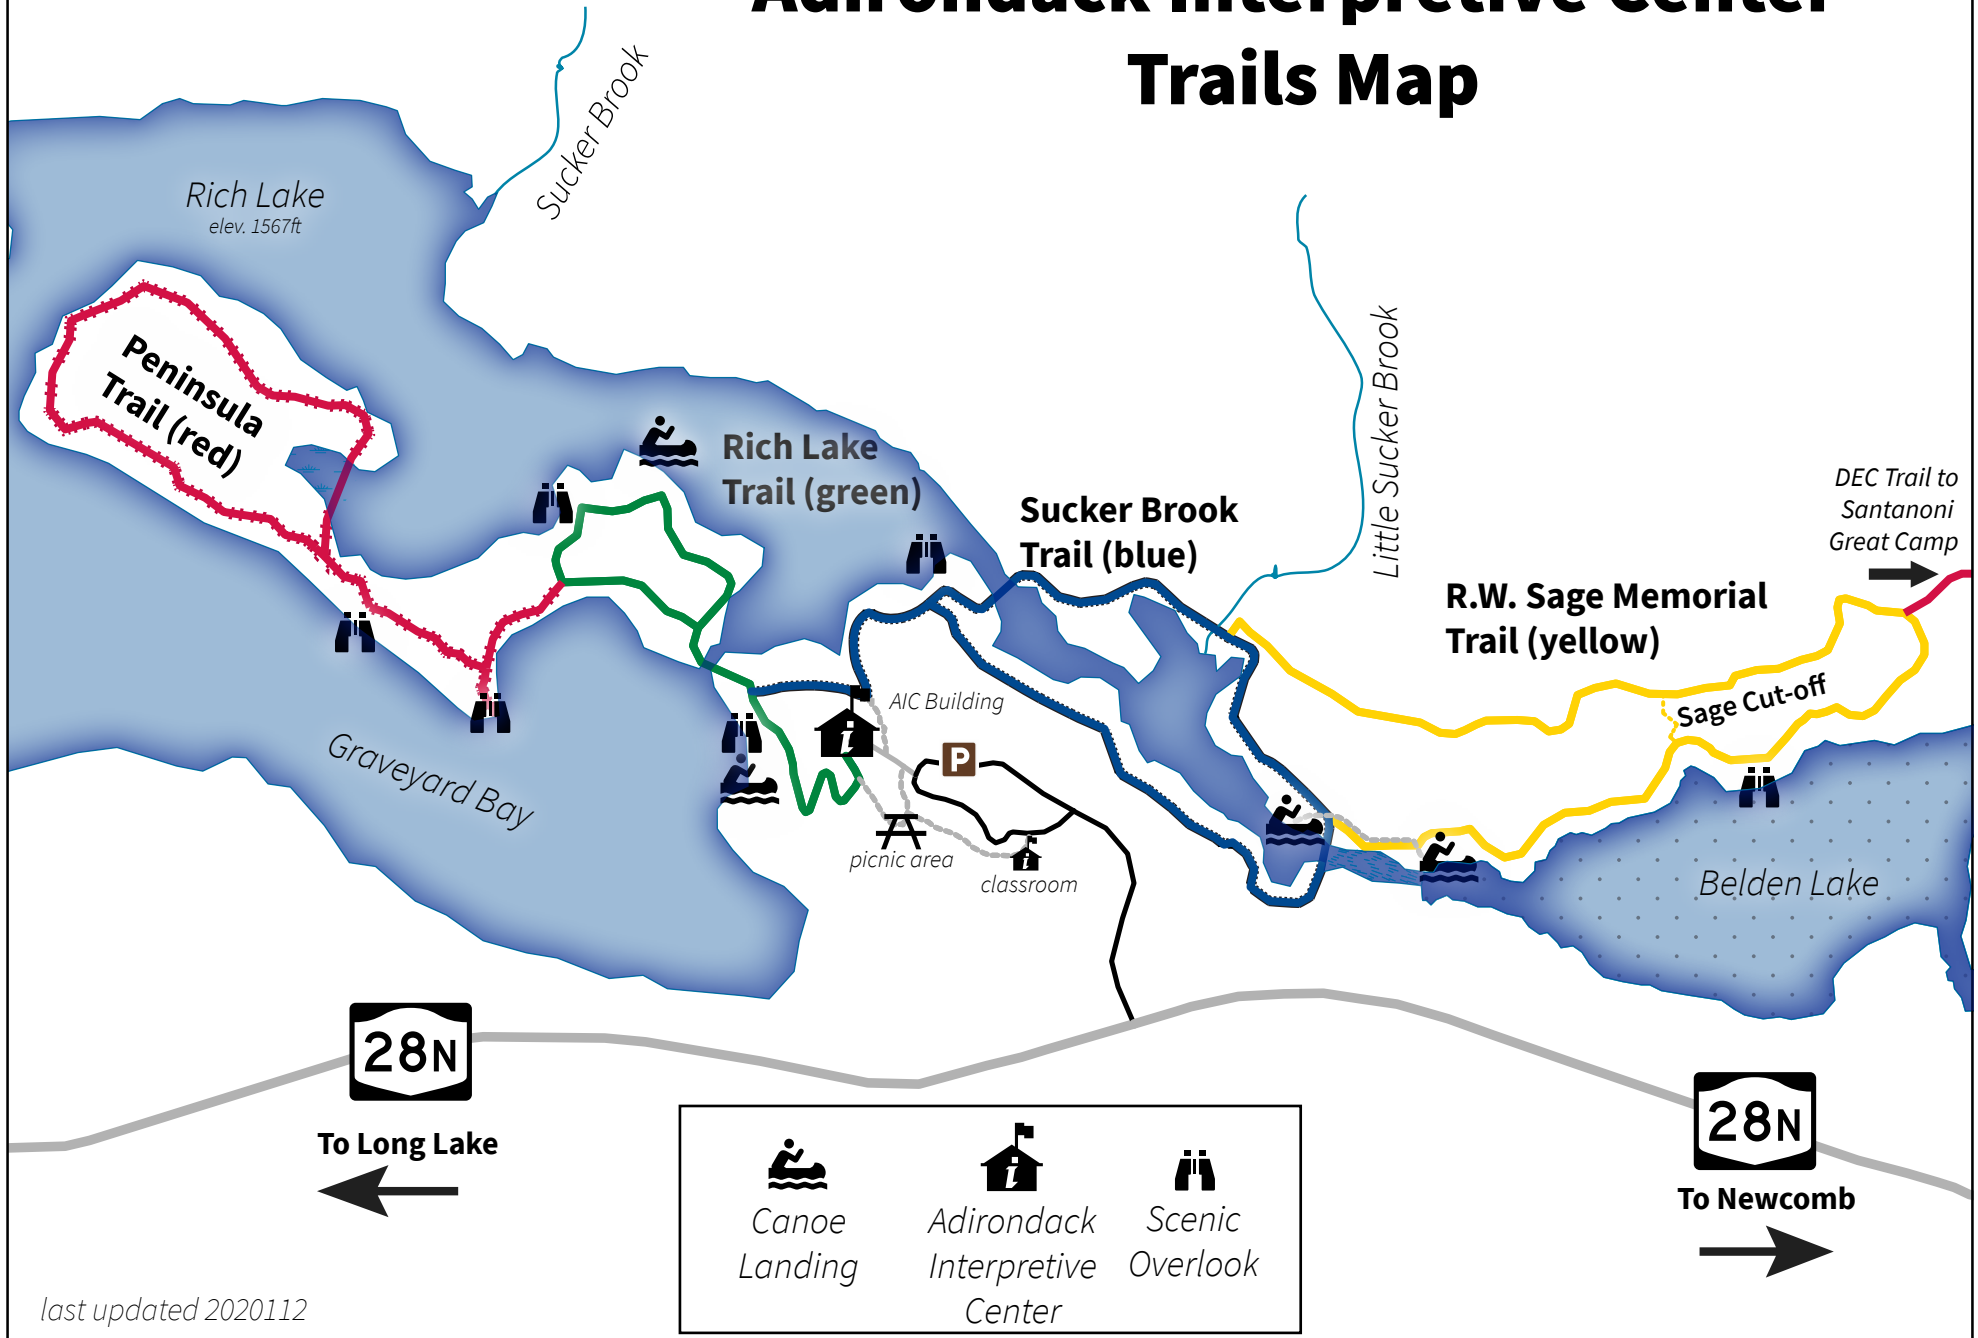 Adirondack Interpretive Center
Trails Map
Sucker Brook
Rich Lake
elev. 1567ft
Peninsula
Trail (red)
Rich Lake
Trail (green)
Sucker Brook
Trail (blue)
Little Sucker Brook
DEC Trail to
Santanoni
Great Camp
R.W. Sage Memorial
Trail (yellow)
Sage Cut-off
AIC Building
P
Graveyard Bay
picnic area
classroom
Belden Lake
28N
To Long Lake
28N
To Newcomb
Canoe
Landing
Adirondack
Interpretive
Center
Scenic
Overlook
last updated 2020112